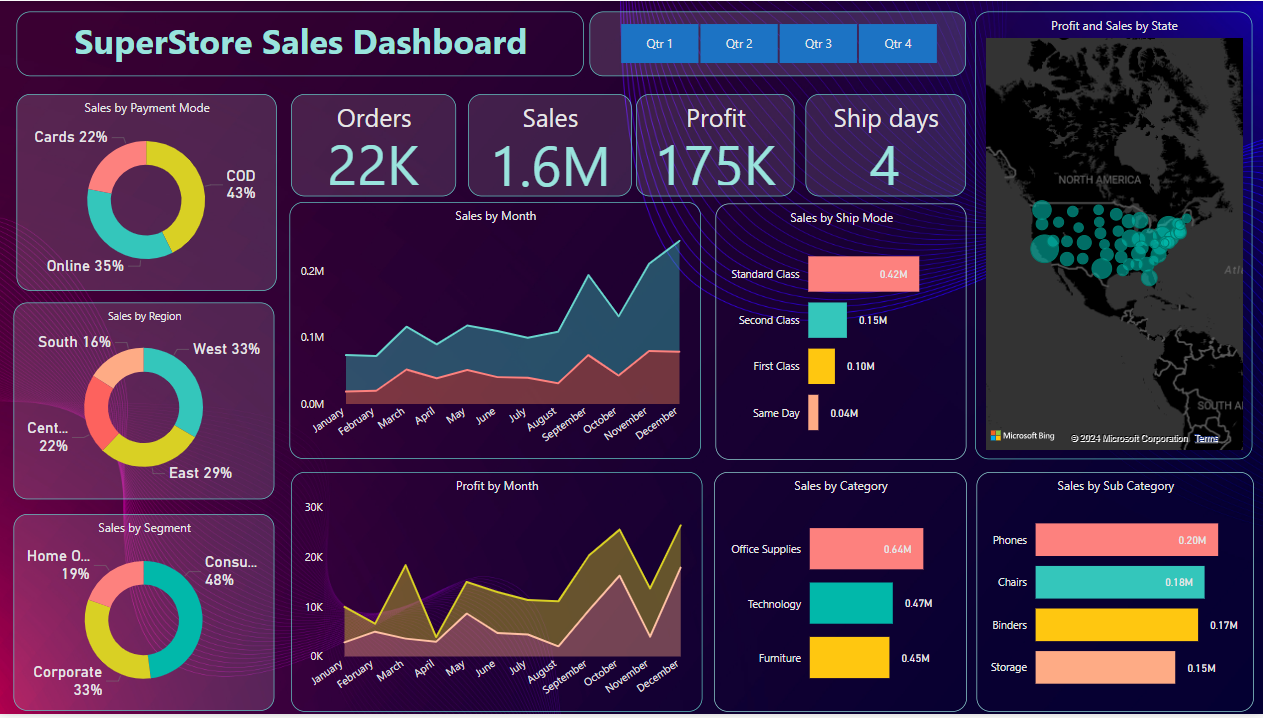 SuperStore Sales Dashboard
Qtr 1
Qtr 2
Qtr 3
Qtr 4
Profit and Sales by State
NORTH AMERICA
Atl
SOUTH A
Microsoft Bing
© 2024 Microsoft Corporation
Terms
Sales by Payment Mode
Cards 22%
COD
43%
Online 35%
Orders
22K
Sales
1.6M
Profit
175K
Ship days
4
Sales by Region
South 16%
West 33%
Cent...
22%
East 29%
Sales by Month
0.2M
0.1M
0.0M
January
February
March
April
May
June
July
August
September
October
November
December
Sales by Ship Mode
Standard Class
0.42M
Second Class
0.15M
First Class
0.10M
Same Day
0.04M
Sales by Segment
Home O...
19%
Consu...
48%
Corporate
33%
Profit by Month
30K
20K
10K
0K
January
February
March
April
May
June
July
August
September
October
November
December
Sales by Category
Office Supplies
0.64M
Technology
0.47M
Furniture
0.45M
Sales by Sub Category
Phones
0.20M
Chairs
0.18M
Binders
0.17M
Storage
0.15M